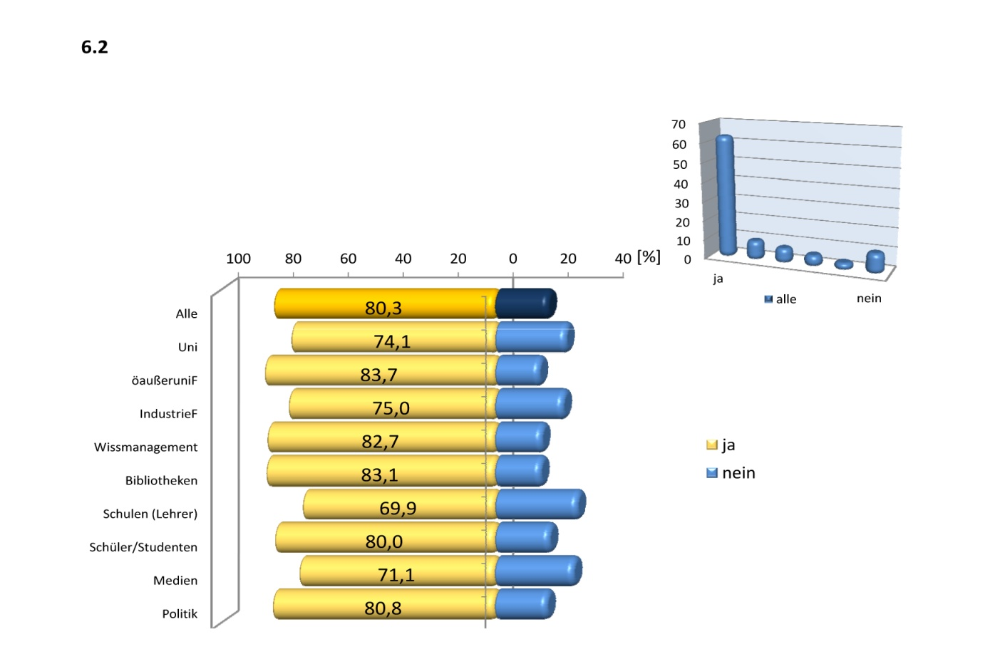 6.2
70
60
50
40
30
20
10
0
ja
nein
alle
100 80 60 40 20 0 20 40 [%]
Alle 80,3
Uni 74,1
öaußeruniF 83,7
IndustrieF 75,0
Wissmanagement 82,7
Bibliotheken 83,1
Schulen (Lehrer) 69,9
Schüler/Studenten 80,0
Medien 71,1
Politik 80,8
ja
nein